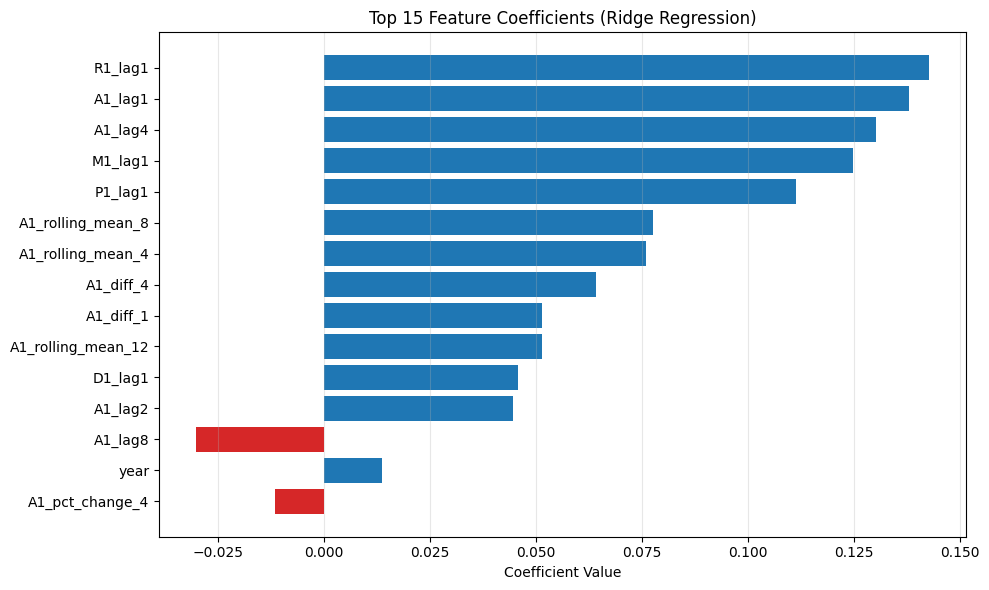 Top 15 Feature Coefficients (Ridge Regression)
R1_lag1
A1_lag1
A1_lag4
M1_lag1
P1_lag1
A1_rolling_mean_8
A1_rolling_mean_4
A1_diff_4
A1_diff_1
A1_rolling_mean_12
D1_lag1
A1_lag2
A1_lag8
year
A1_pct_change_4
−0.025 0.000 0.025 0.050 0.075 0.100 0.125 0.150
Coefficient Value